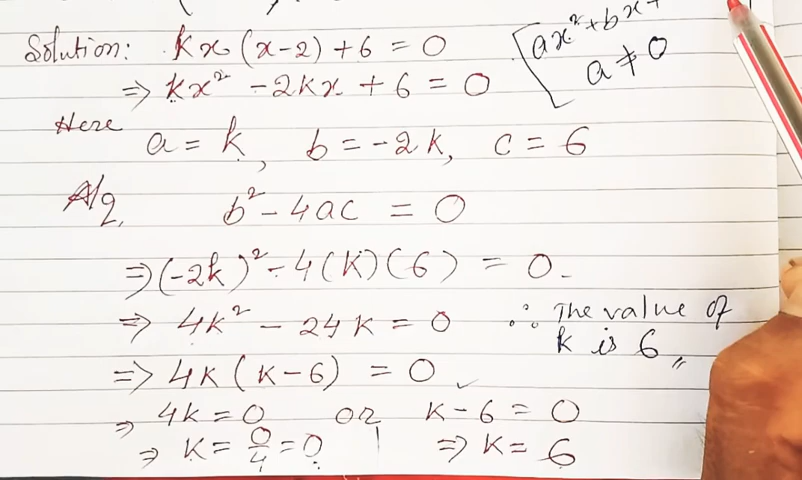 Solution: kx(x-2)+6=0
ax²+bx+
a≠0
⇒ kx² -2kx +6 = 0
Here
a = k, b = -2k, c = 6
A/q, b²-4ac = 0
⇒ (-2k)² - 4(k)(6) = 0.
⇒ 4k² - 24k = 0
∴ The value of
k is 6
⇒ 4k(k-6) = 0
⇒ 4k=0 or k-6=0
⇒ k=0/4=0 ⇒ k=6